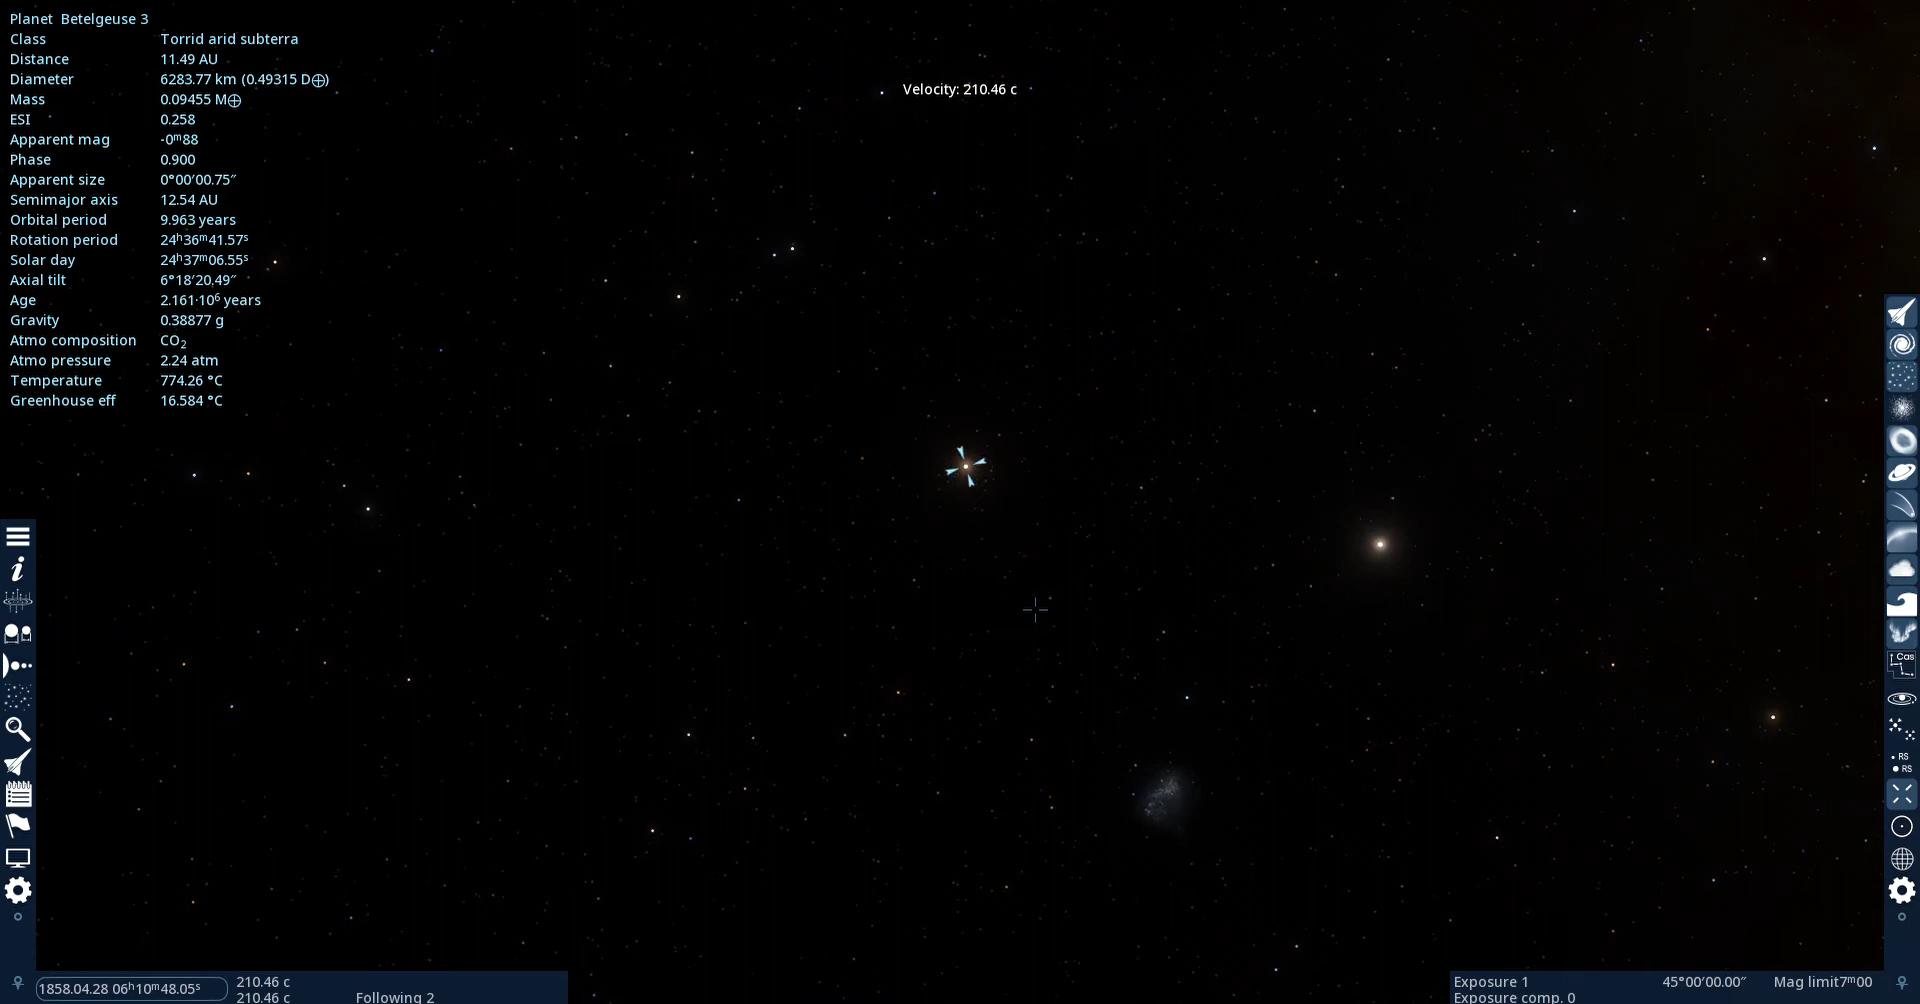 Planet Betelgeuse 3
Class Torrid arid subterra
Distance 11.49 AU
Diameter 6283.77 km (0.49315 D⊕)
Mass 0.09455 M⊕
ESI 0.258
Apparent mag -0ᵐ88
Phase 0.900
Apparent size 0°00′00.75″
Semimajor axis 12.54 AU
Orbital period 9.963 years
Rotation period 24ʰ36ᵐ41.57ˢ
Solar day 24ʰ37ᵐ06.55ˢ
Axial tilt 6°18′20.49″
Age 2.161·10⁶ years
Gravity 0.38877 g
Atmo composition CO₂
Atmo pressure 2.24 atm
Temperature 774.26 °C
Greenhouse eff 16.584 °C
Velocity: 210.46 c
Cas
RS
RS
1858.04.28 06ʰ10ᵐ48.05ˢ
210.46 c
210.46 c Following 2
Exposure 1 45°00′00.00″ Mag limit7ᵐ00
Exposure comp. 0